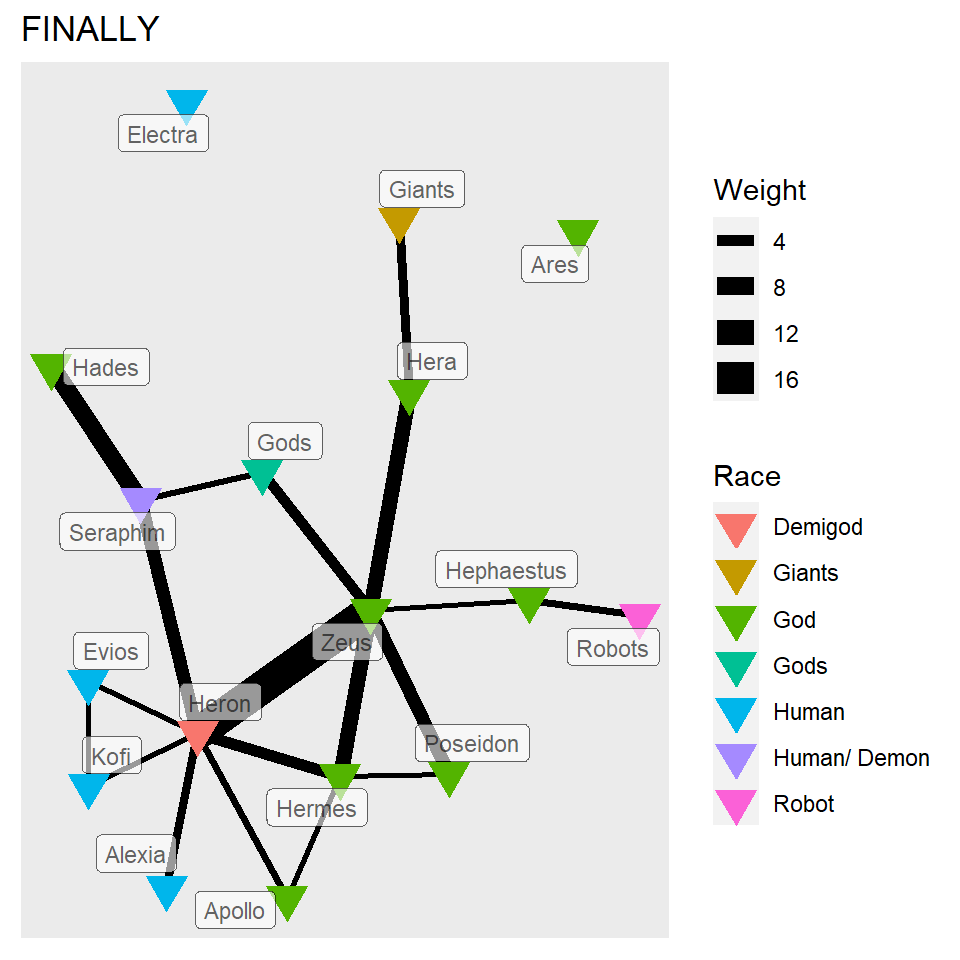 FINALLY
Electra
Giants
Ares
Hera
Hades
Gods
Seraphim
Hephaestus
Zeus
Robots
Evios
Heron
Poseidon
Kofi
Hermes
Alexia
Apollo
Weight
4
8
12
16
Race
Demigod
Giants
God
Gods
Human
Human/ Demon
Robot